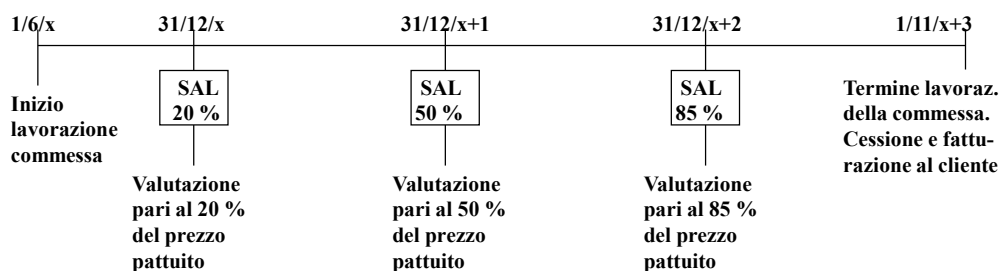 1/6/x 31/12/x 31/12/x+1 31/12/x+2 1/11/x+3
SAL
20 %
SAL
50 %
SAL
85 %
Inizio
lavorazione
commessa
Termine lavoraz.
della commessa.
Cessione e fattu-
razione al cliente
Valutazione
pari al 20 %
del prezzo
pattuito
Valutazione
pari al 50 %
del prezzo
pattuito
Valutazione
pari al 85 %
del prezzo
pattuito